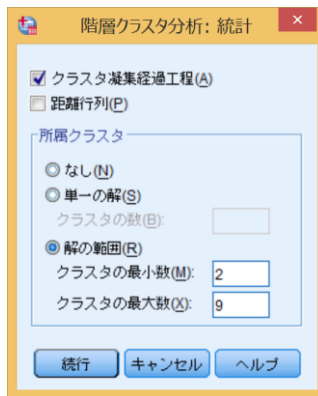 階層クラスタ分析: 統計
クラスタ凝集経過工程(A)
距離行列(P)
所属クラスタ
なし(N)
単一の解(S)
クラスタの数(B):
解の範囲(R)
クラスタの最小数(M): 2
クラスタの最大数(X): 9
続行 キャンセル ヘルプ